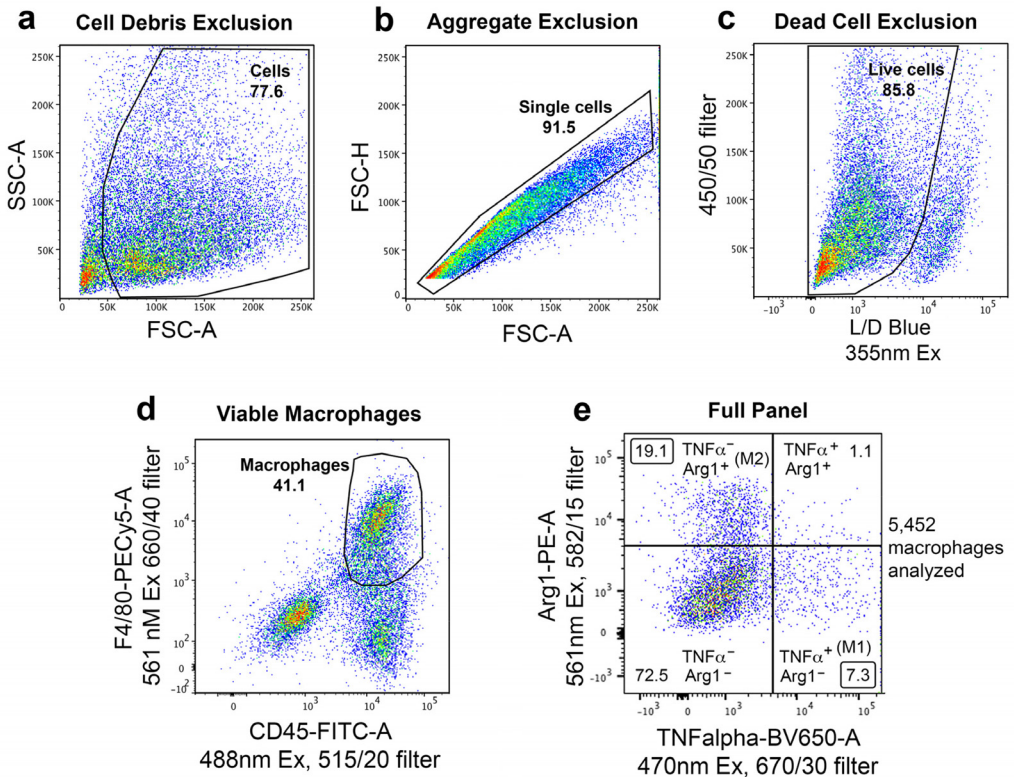 a Cell Debris Exclusion
Cells
77.6
250K
200K
150K
100K
50K
SSC-A
0 50K 100K 150K 200K 250K
FSC-A
b Aggregate Exclusion
Single cells
91.5
250K
200K
150K
100K
50K
0
FSC-H
0 50K 100K 150K 200K 250K
FSC-A
c Dead Cell Exclusion
Live cells
85.8
250K
200K
150K
100K
50K
450/50 filter
-10³ 0 10³ 10⁴ 10⁵
L/D Blue
355nm Ex
d Viable Macrophages
Macrophages
41.1
10⁵
10⁴
10³
10²
0
-10²
F4/80-PECy5-A
561 nM Ex 660/40 filter
0 10³ 10⁴ 10⁵
CD45-FITC-A
488nm Ex, 515/20 filter
e Full Panel
19.1 TNFα⁻ Arg1+ (M2)
TNFα⁺ Arg1+ 1.1
5,452
macrophages
analyzed
72.5 TNFα⁻ Arg1⁻
TNFα⁺ (M1) Arg1⁻ 7.3
10⁵
10⁴
10³
0
-10³
Arg1-PE-A
561nm Ex, 582/15 filter
-10³ 0 10³ 10⁴ 10⁵
TNFalpha-BV650-A
470nm Ex, 670/30 filter